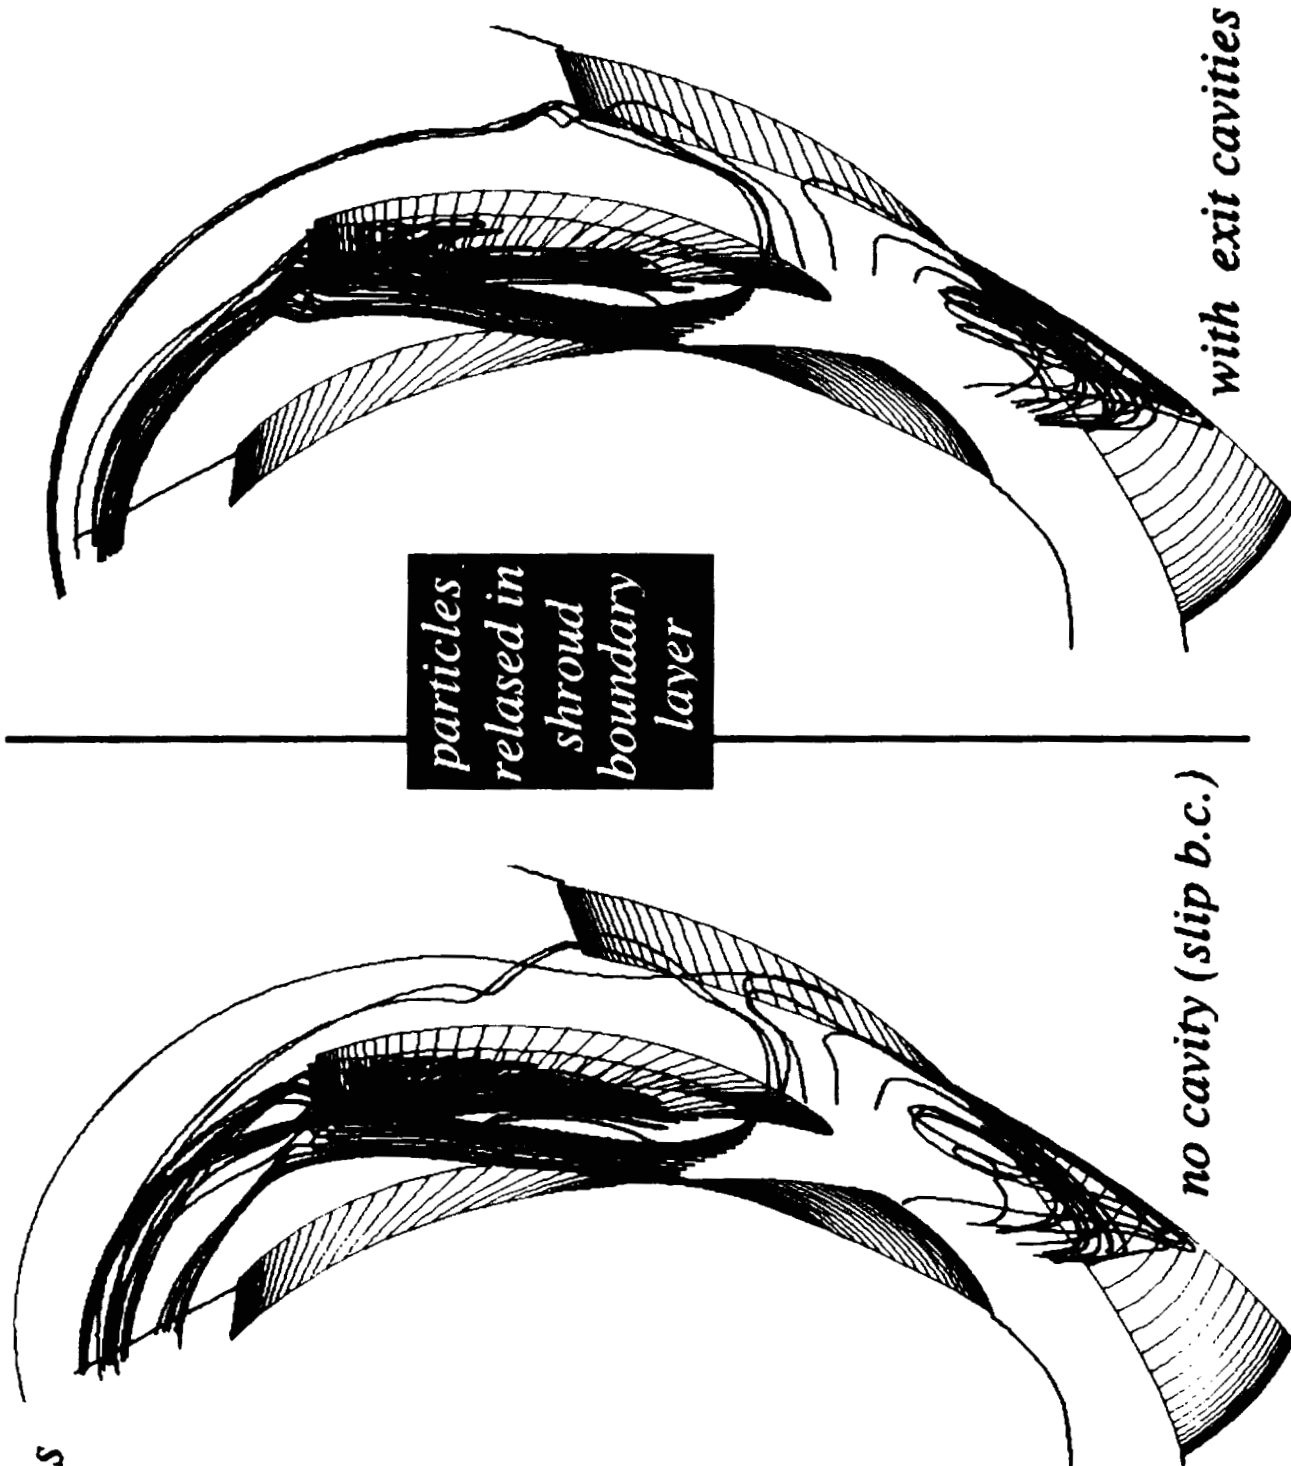 s
particles
relased in
shroud
boundary
layer
no cavity (slip b.c.)
with exit cavities